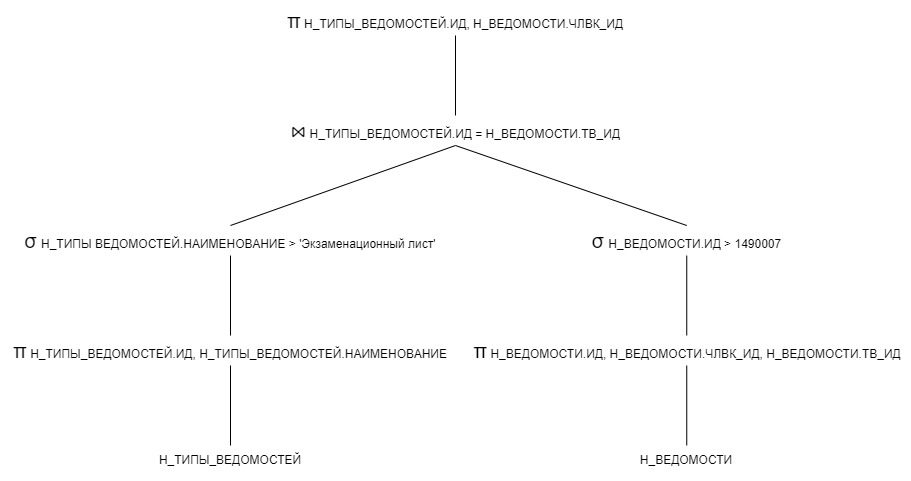 π Н_ТИПЫ_ВЕДОМОСТЕЙ.ИД, Н_ВЕДОМОСТИ.ЧЛВК_ИД
⋈ Н_ТИПЫ_ВЕДОМОСТЕЙ.ИД = Н_ВЕДОМОСТИ.ТВ_ИД
σ Н_ТИПЫ ВЕДОМОСТЕЙ.НАИМЕНОВАНИЕ > 'Экзаменационный лист'
σ Н_ВЕДОМОСТИ.ИД > 1490007
π Н_ТИПЫ_ВЕДОМОСТЕЙ.ИД, Н_ТИПЫ_ВЕДОМОСТЕЙ.НАИМЕНОВАНИЕ
π Н_ВЕДОМОСТИ.ИД, Н_ВЕДОМОСТИ.ЧЛВК_ИД, Н_ВЕДОМОСТИ.ТВ_ИД
Н_ТИПЫ_ВЕДОМОСТЕЙ
Н_ВЕДОМОСТИ